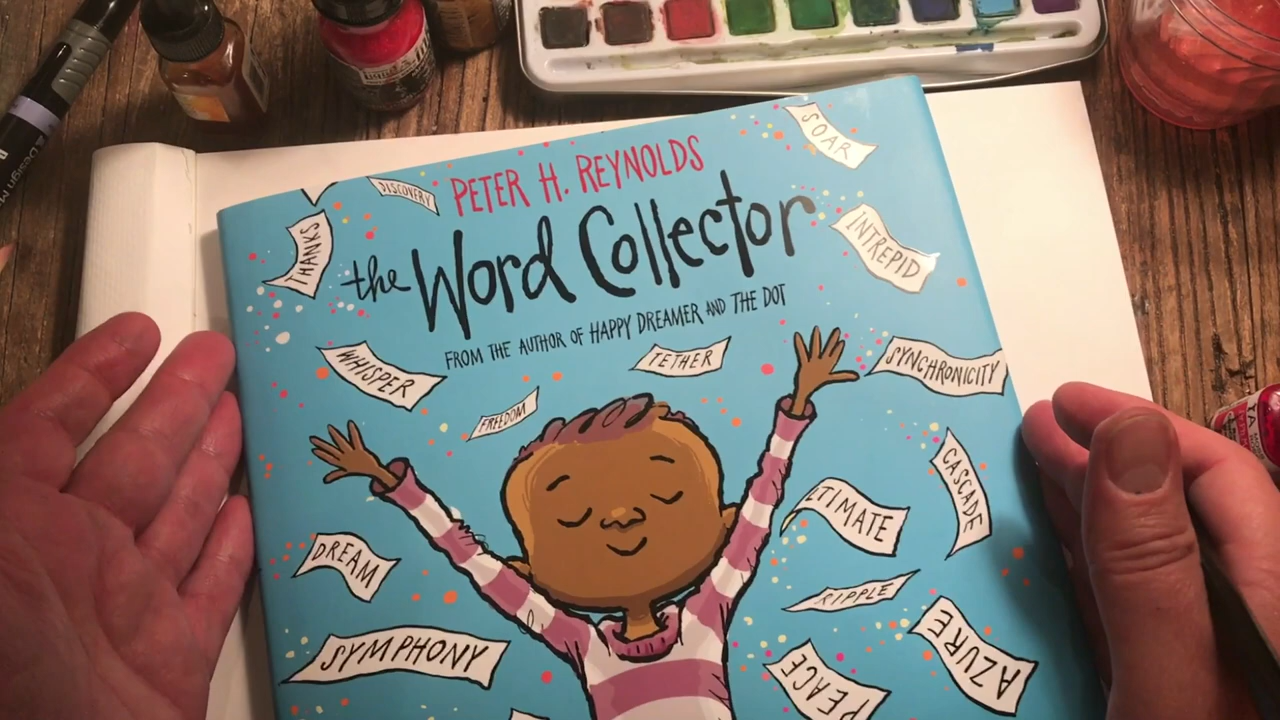 SOAR
PETER H. REYNOLDS
DISCOVERY
THANKS
the Word Collector
INTREPID
FROM THE AUTHOR OF HAPPY DREAMER AND THE DOT
WHISPER
TETHER
SYNCHRONICITY
FREEDOM
CASCADE
LTIMATE
DREAM
RIPPLE
AZURE
SYMPHONY
PEACE